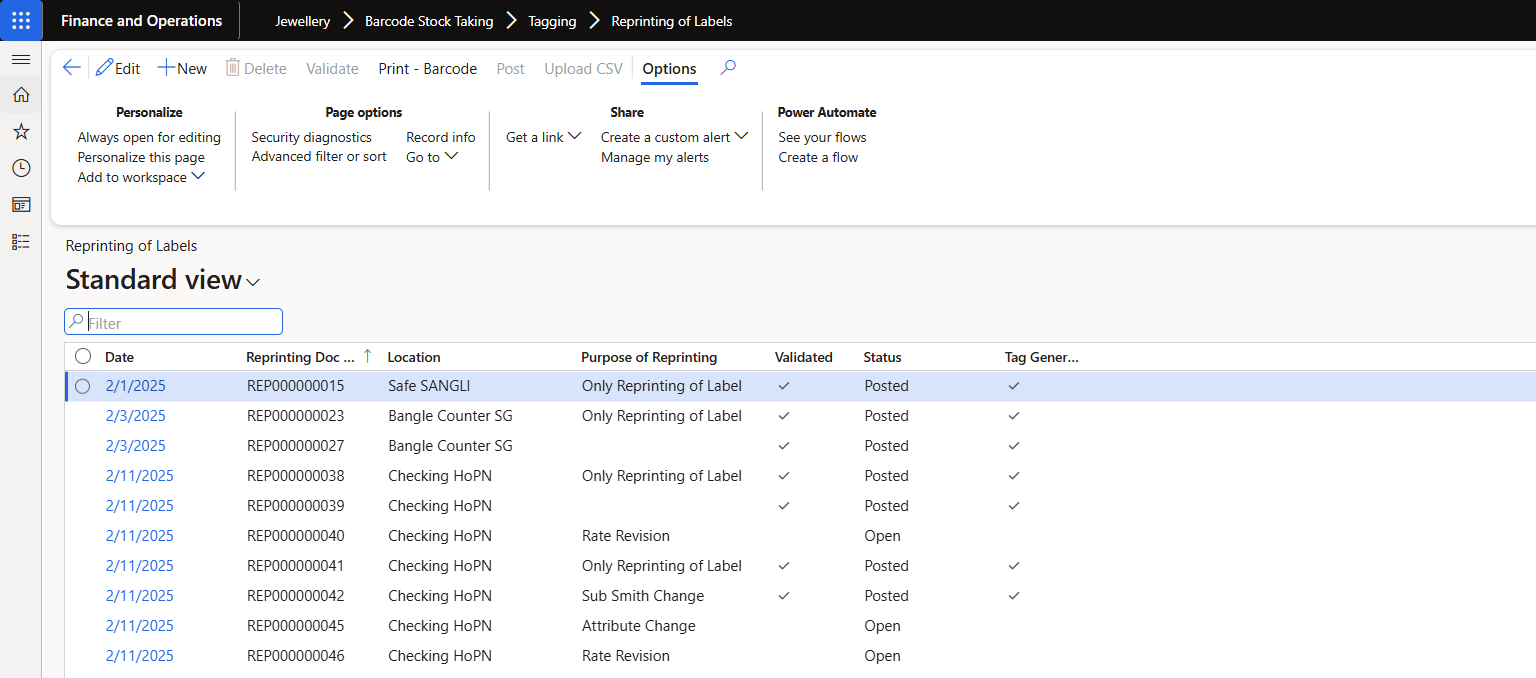 Finance and Operations Jewellery Barcode Stock Taking Tagging Reprinting of Labels
Edit New Delete Validate Print - Barcode Post Upload CSV Options
Personalize Page options Share Power Automate
Always open for editing Security diagnostics Record info Get a link Create a custom alert See your flows
Personalize this page Advanced filter or sort Go to Manage my alerts Create a flow
Add to workspace
Reprinting of Labels
Standard view
Filter
Date Reprinting Doc ... Location Purpose of Reprinting Validated Status Tag Gener...
2/1/2025 REP000000015 Safe SANGLI Only Reprinting of Label Posted
2/3/2025 REP000000023 Bangle Counter SG Only Reprinting of Label Posted
2/3/2025 REP000000027 Bangle Counter SG Posted
2/11/2025 REP000000038 Checking HoPN Only Reprinting of Label Posted
2/11/2025 REP000000039 Checking HoPN Posted
2/11/2025 REP000000040 Checking HoPN Rate Revision Open
2/11/2025 REP000000041 Checking HoPN Only Reprinting of Label Posted
2/11/2025 REP000000042 Checking HoPN Sub Smith Change Posted
2/11/2025 REP000000045 Checking HoPN Attribute Change Open
2/11/2025 REP000000046 Checking HoPN Rate Revision Open